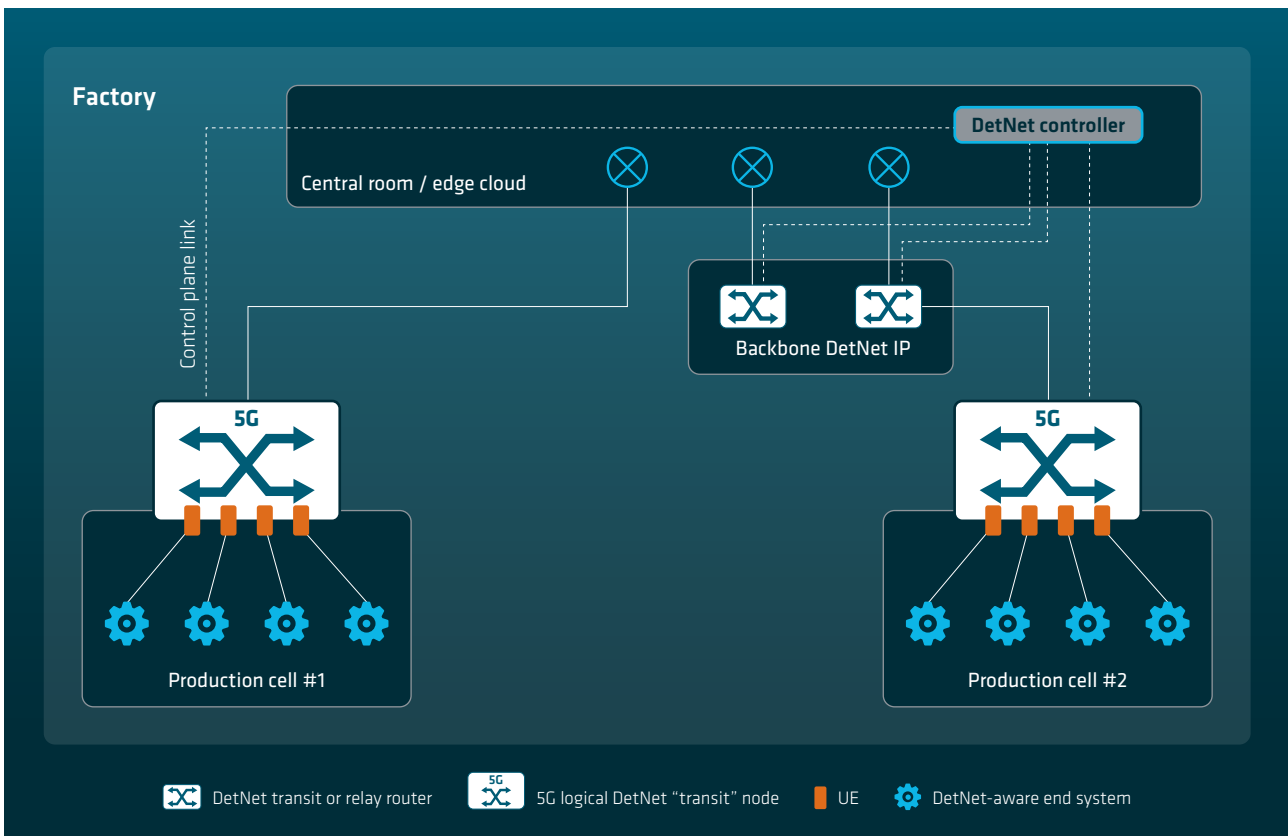 Factory
DetNet controller
Central room / edge cloud
Control plane link
Backbone DetNet IP
5G
5G
Production cell #1
Production cell #2
DetNet transit or relay router
5G
5G logical DetNet “transit” node
UE
DetNet-aware end system